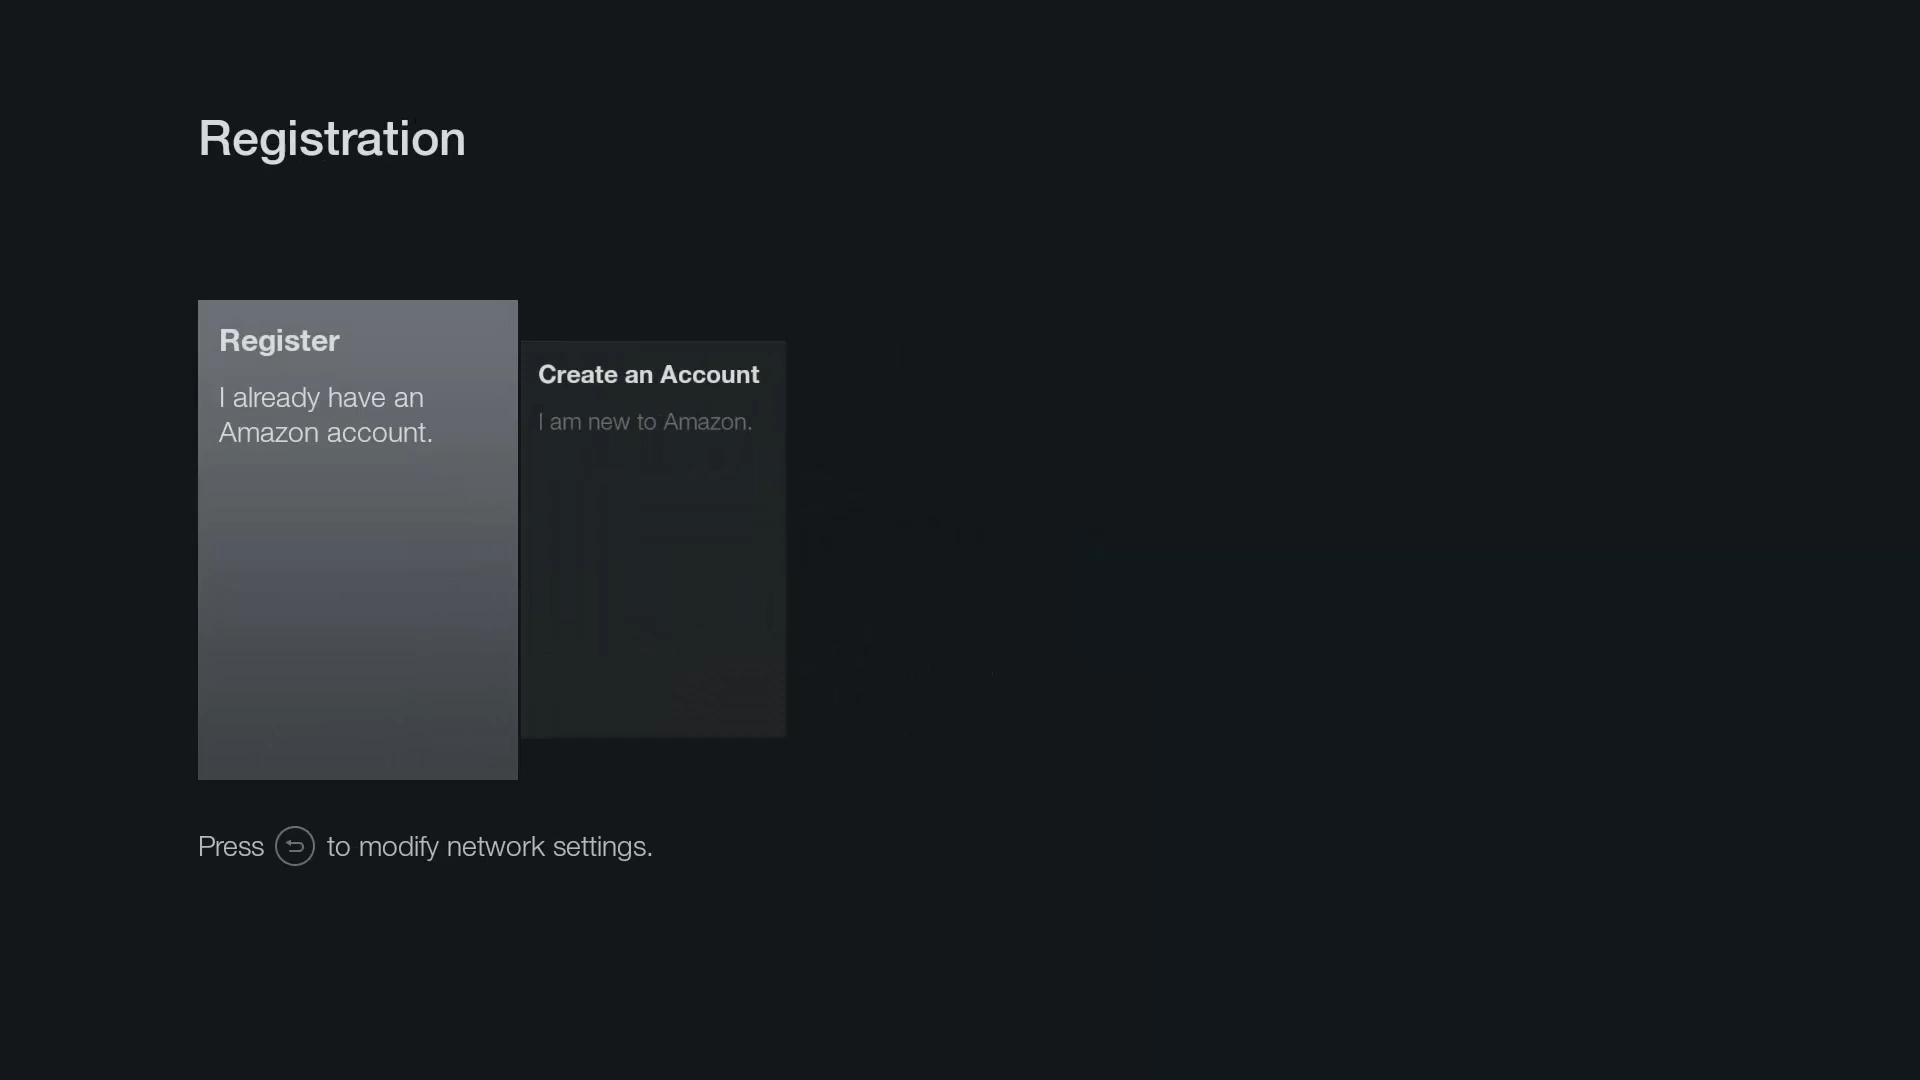 Registration
Register
I already have an
Amazon account.
Create an Account
I am new to Amazon.
Press to modify network settings.